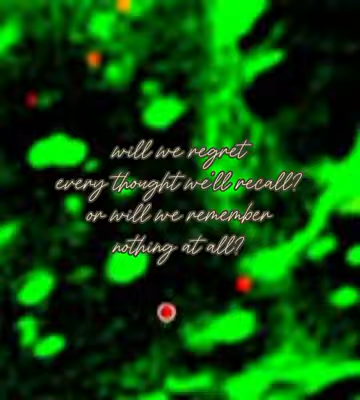 will we regret
every thought we'll recall?
or will we remember
nothing at all?